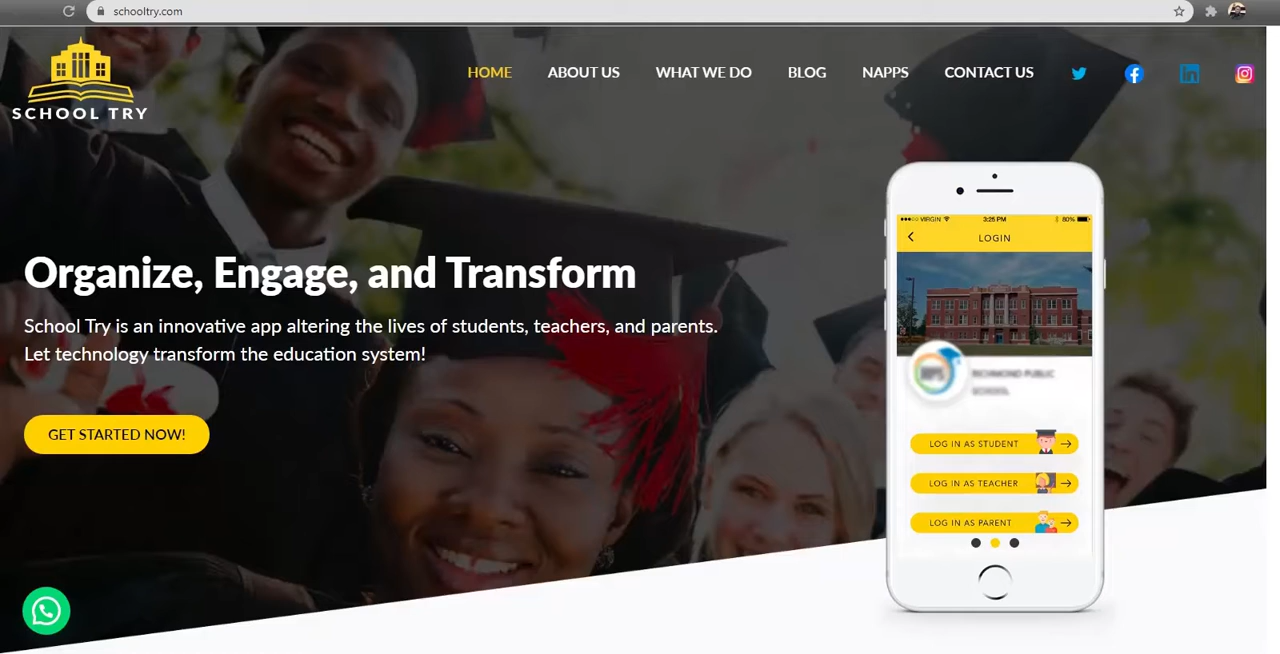 schooltry.com
SCHOOL TRY
HOME
ABOUT US
WHAT WE DO
BLOG
NAPPS
CONTACT US
Organize, Engage, and Transform
School Try is an innovative app altering the lives of students, teachers, and parents.
Let technology transform the education system!
GET STARTED NOW!
VIRGIN
3:25 PM
80%
LOGIN
RICHMOND PUBLIC
SCHOOL
LOG IN AS STUDENT
LOG IN AS TEACHER
LOG IN AS PARENT